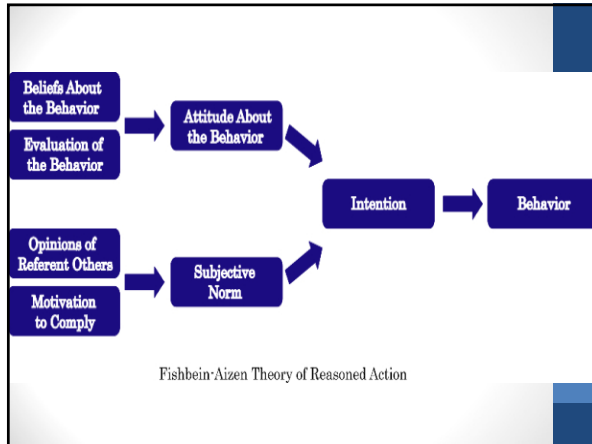 Beliefs About
the Behavior
Evaluation of
the Behavior
Attitude About
the Behavior
Opinions of
Referent Others
Motivation
to Comply
Subjective
Norm
Intention
Behavior
Fishbein-Aizen Theory of Reasoned Action